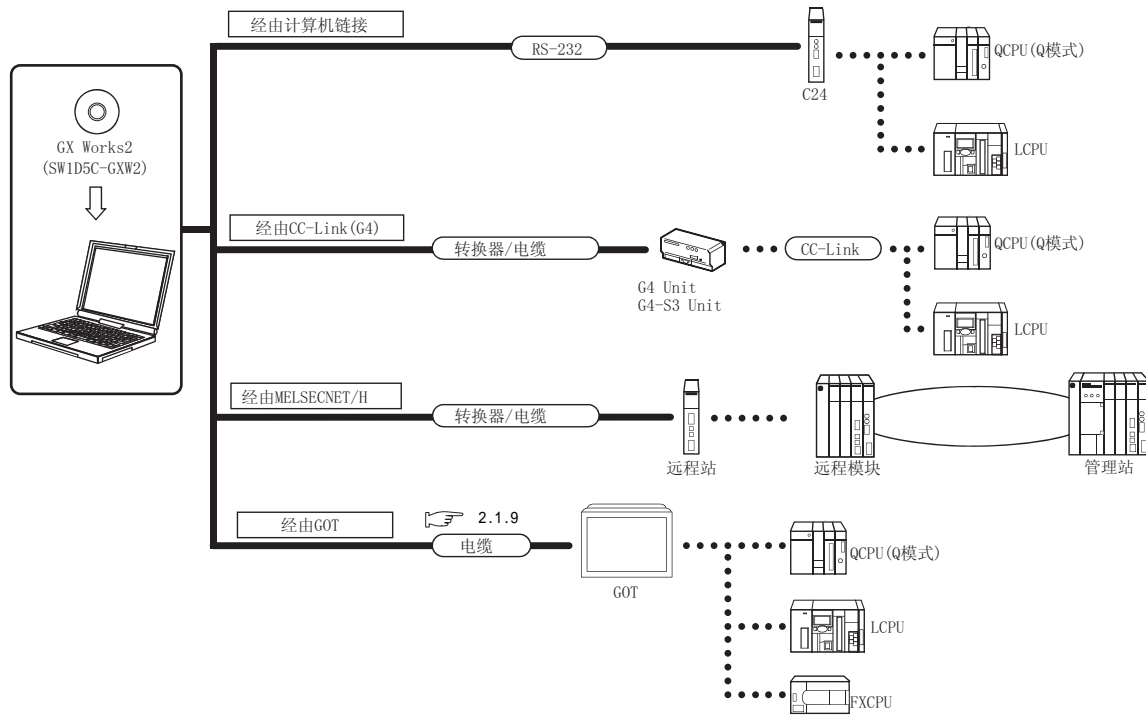 经由计算机链接
RS-232
C24
QCPU(Q模式)
LCPU
GX Works2
(SW1D5C-GXW2)
经由CC-Link(G4)
转换器/电缆
G4 Unit
G4-S3 Unit
CC-Link
QCPU(Q模式)
LCPU
经由MELSECNET/H
转换器/电缆
远程站
远程模块
管理站
经由GOT
2.1.9
电缆
GOT
QCPU(Q模式)
LCPU
FXCPU